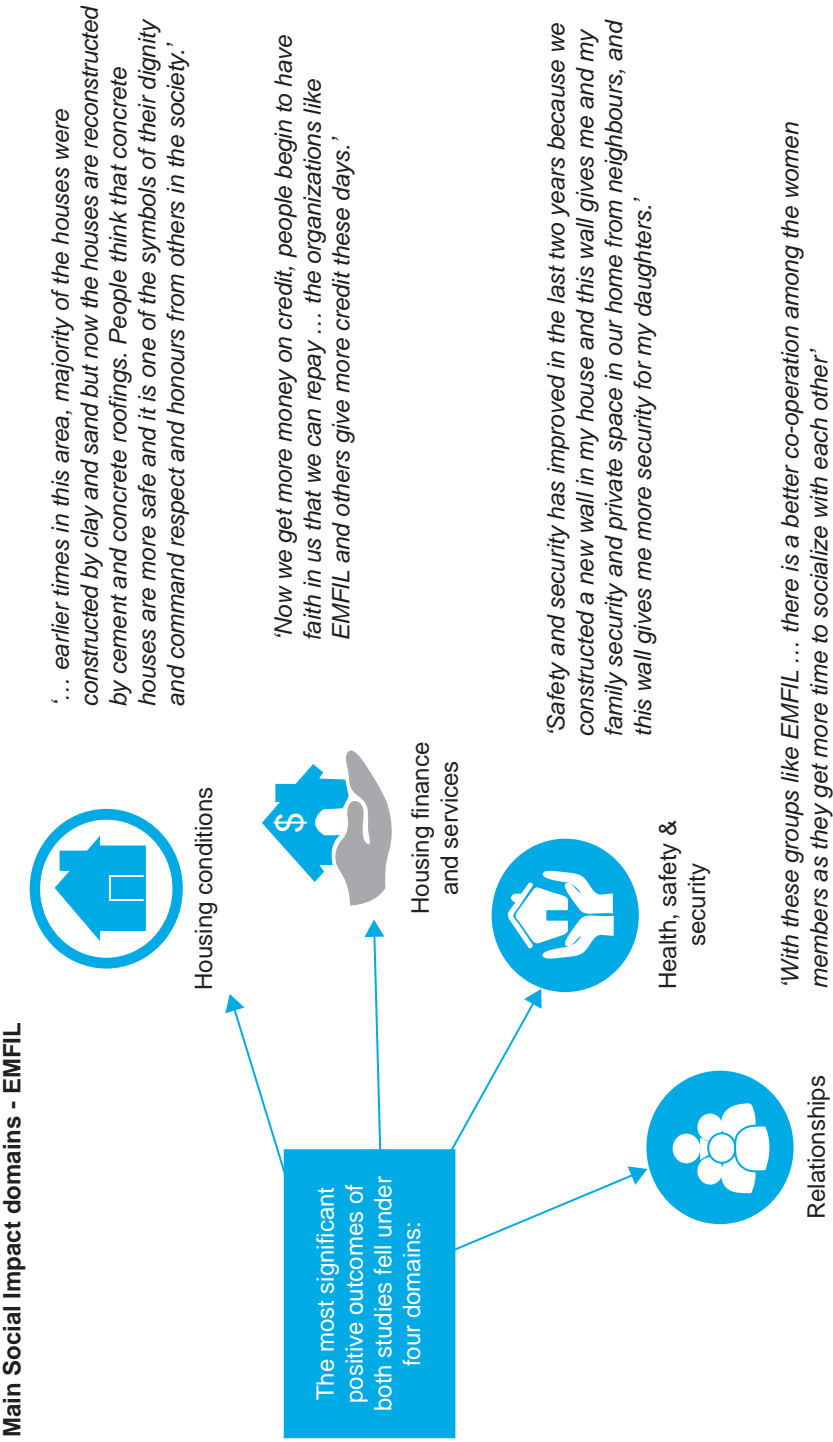 Main Social Impact domains - EMFIL
The most significant
positive outcomes of
both studies fell under
four domains:
Housing conditions
‘… earlier times in this area, majority of the houses were
constructed by clay and sand but now the houses are reconstructed
by cement and concrete roofings. People think that concrete
houses are more safe and it is one of the symbols of their dignity
and command respect and honours from others in the society.’
$
Housing finance
and services
‘Now we get more money on credit, people begin to have
faith in us that we can repay … the organizations like
EMFIL and others give more credit these days.’
Health, safety &
security
‘Safety and security has improved in the last two years because we
constructed a new wall in my house and this wall gives me and my
family security and private space in our home from neighbours, and
this wall gives me more security for my daughters.’
Relationships
‘With these groups like EMFIL … there is a better co-operation among the women
members as they get more time to socialize with each other’